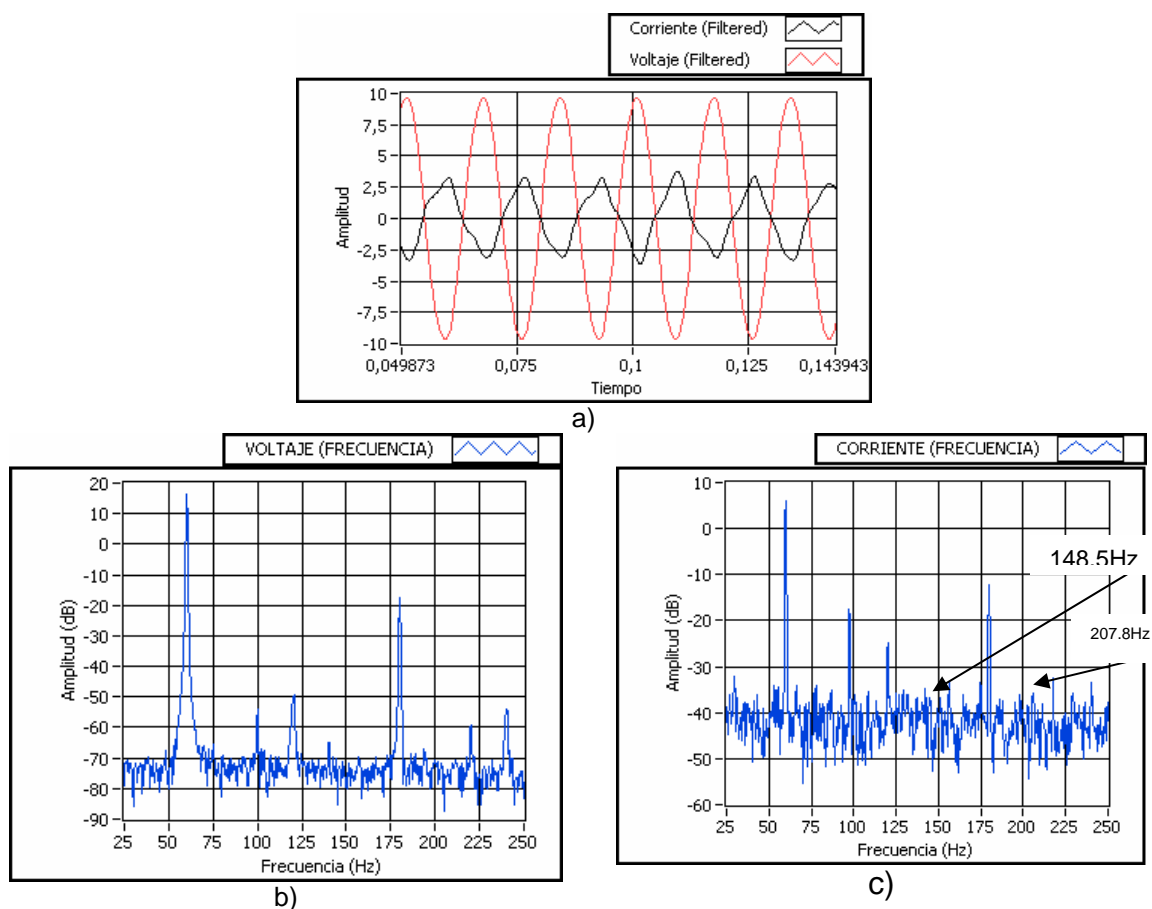 Corriente (Filtered)
Voltaje (Filtered)
Amplitud
10
7,5
5
2,5
0
-2,5
-5
-7,5
-10
0,049873 0,075 0,1 0,125 0,143943
Tiempo
a)
VOLTAJE (FRECUENCIA)
Amplitud (dB)
20
10
0
-10
-20
-30
-40
-50
-60
-70
-80
-90
25 50 75 100 125 150 175 200 225 250
Frecuencia (Hz)
b)
CORRIENTE (FRECUENCIA)
Amplitud (dB)
10
0
-10
-20
-30
-40
-50
-60
25 50 75 100 125 150 175 200 225 250
Frecuencia (Hz)
148.5Hz
207.8Hz
c)